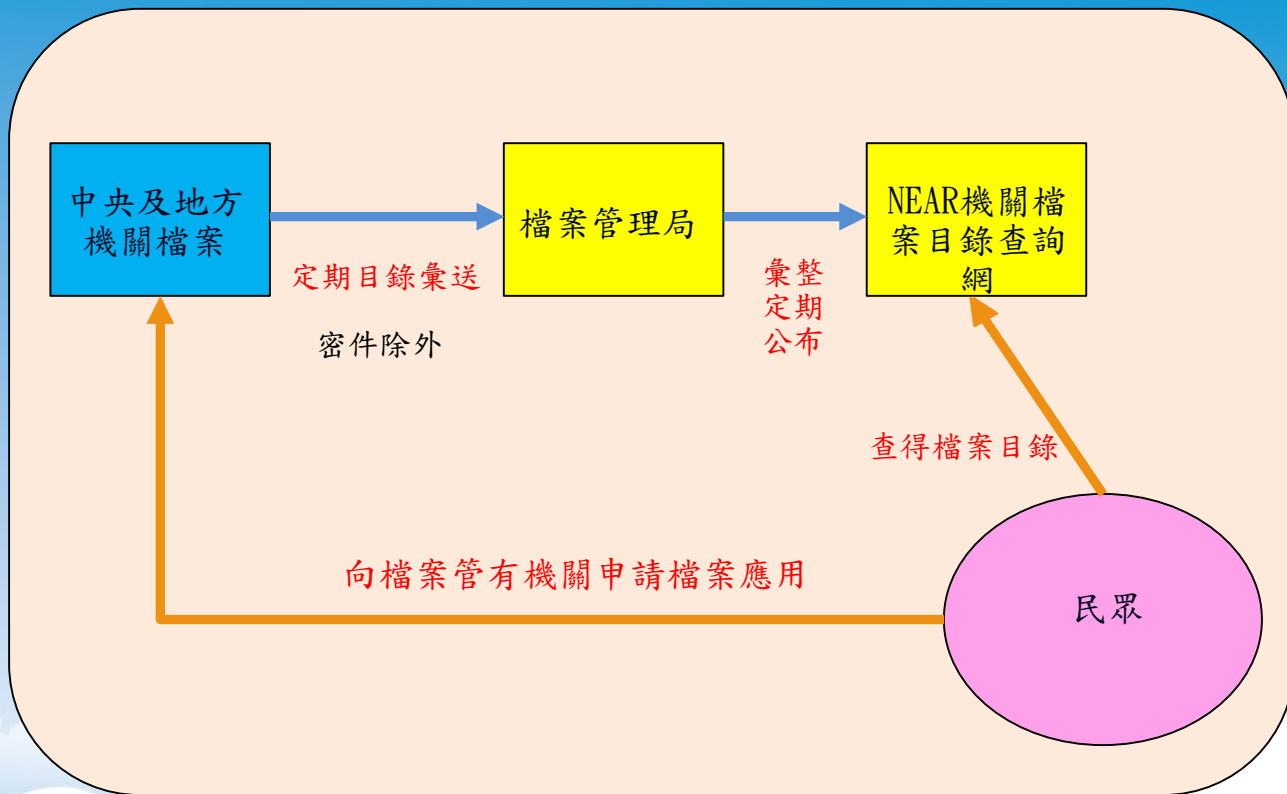 中央及地方
機關檔案
定期目錄彙送
密件除外
檔案管理局
彙整
定期
公布
NEAR機關檔
案目錄查詢
網
查得檔案目錄
向檔案管有機關申請檔案應用
民眾